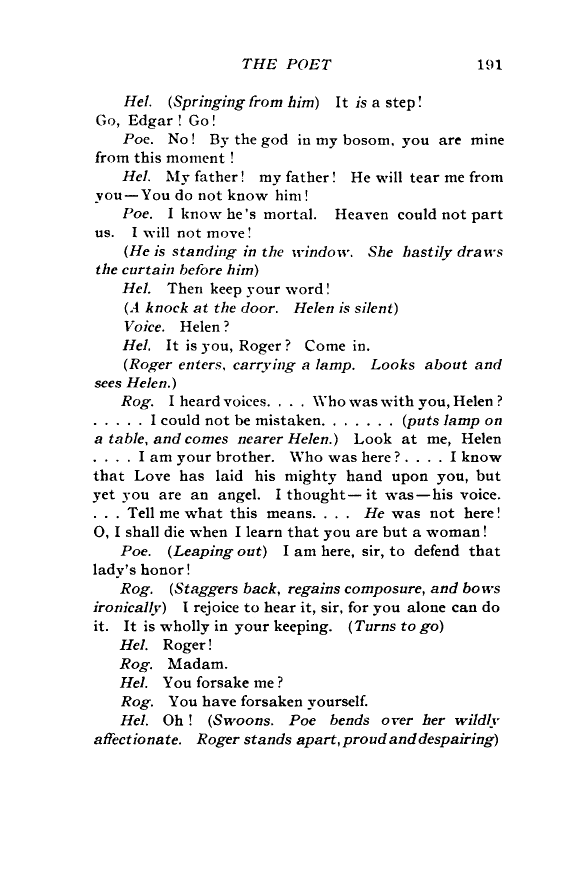 THE POET 191
Hel. (Springing from him) It is a step!
Go, Edgar! Go!
Poe. No! By the god in my bosom, you are mine
from this moment!
Hel. My father! my father! He will tear me from
you—You do not know him!
Poe. I know he's mortal. Heaven could not part
us. I will not move!
(He is standing in the window. She hastily draws
the curtain before him)
Hel. Then keep your word!
(A knock at the door. Helen is silent)
Voice. Helen?
Hel. It is you, Roger? Come in.
(Roger enters, carrying a lamp. Looks about and
sees Helen.)
Rog. I heard voices. . . . Who was with you, Helen?
. . . . . I could not be mistaken. . . . . . . (puts lamp on
a table, and comes nearer Helen.) Look at me, Helen
. . . . I am your brother. Who was here? . . . . I know
that Love has laid his mighty hand upon you, but
yet you are an angel. I thought—it was—his voice.
. . . Tell me what this means. . . . He was not here!
O, I shall die when I learn that you are but a woman!
Poe. (Leaping out) I am here, sir, to defend that
lady's honor!
Rog. (Staggers back, regains composure, and bows
ironically) I rejoice to hear it, sir, for you alone can do
it. It is wholly in your keeping. (Turns to go)
Hel. Roger!
Rog. Madam.
Hel. You forsake me?
Rog. You have forsaken yourself.
Hel. Oh! (Swoons. Poe bends over her wildly
affectionate. Roger stands apart, proud and despairing)